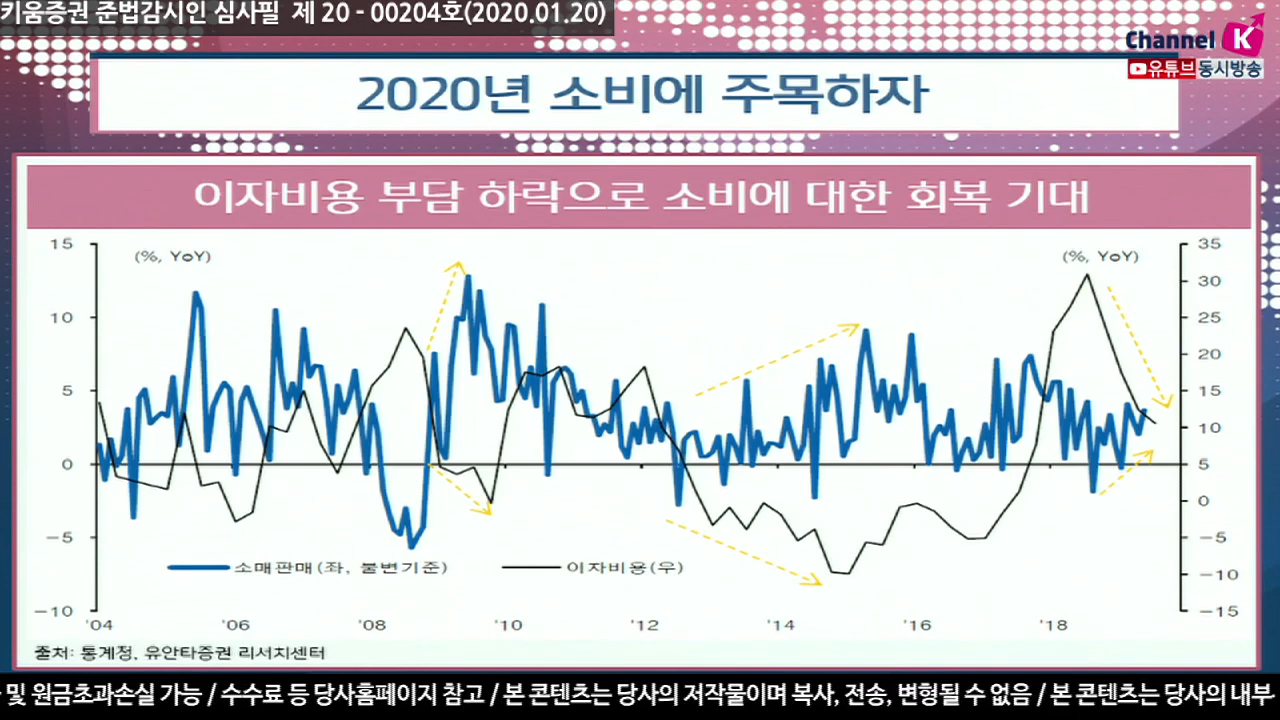 키움증권 준법감시인 심사필 제 20 - 00204호(2020.01.20)
Channel K
유튜브 동시방송
2020년 소비에 주목하자
이자비용 부담 하락으로 소비에 대한 회복 기대
(%, YoY)
(%, YoY)
15
10
5
0
-5
-10
35
30
25
20
15
10
5
0
-5
-10
-15
소매판매(좌, 불변기준)
이자비용(우)
'04 '06 '08 '10 '12 '14 '16 '18
출처: 통계청, 유안타증권 리서치센터
및 원금초과손실 가능 / 수수료 등 당사홈페이지 참고 / 본 콘텐츠는 당사의 저작물이며 복사, 전송, 변형될 수 없음 / 본 콘텐츠는 당사의 내부